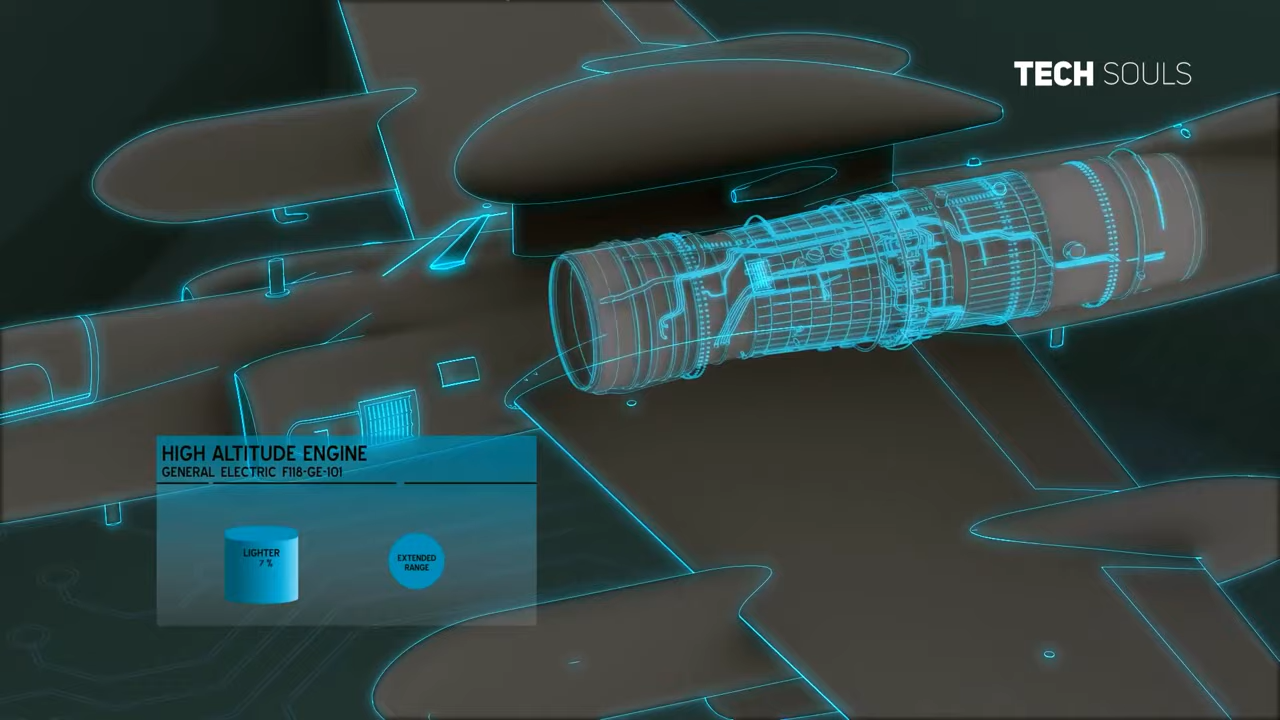 TECH SOULS
HIGH ALTITUDE ENGINE
GENERAL ELECTRIC F118-GE-101
LIGHTER
7 %
EXTENDED
RANGE